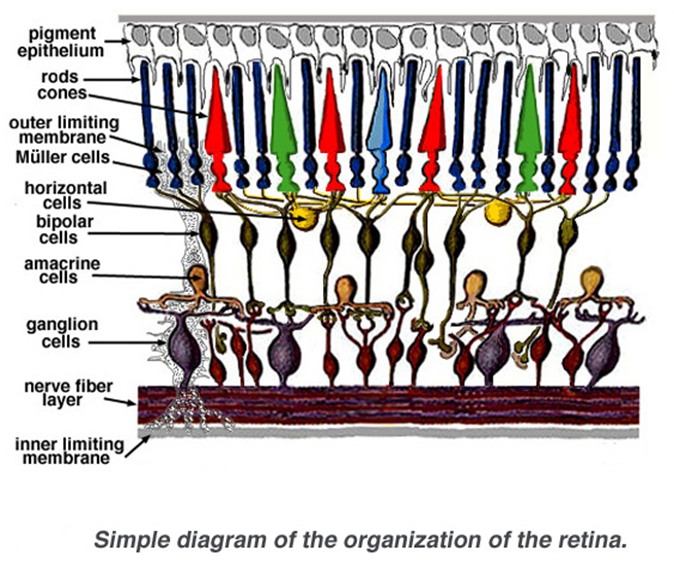 pigment
epithelium
rods
cones
outer limiting
membrane
Müller cells
horizontal
cells
bipolar
cells
amacrine
cells
ganglion
cells
nerve fiber
layer
inner limiting
membrane
Simple diagram of the organization of the retina.